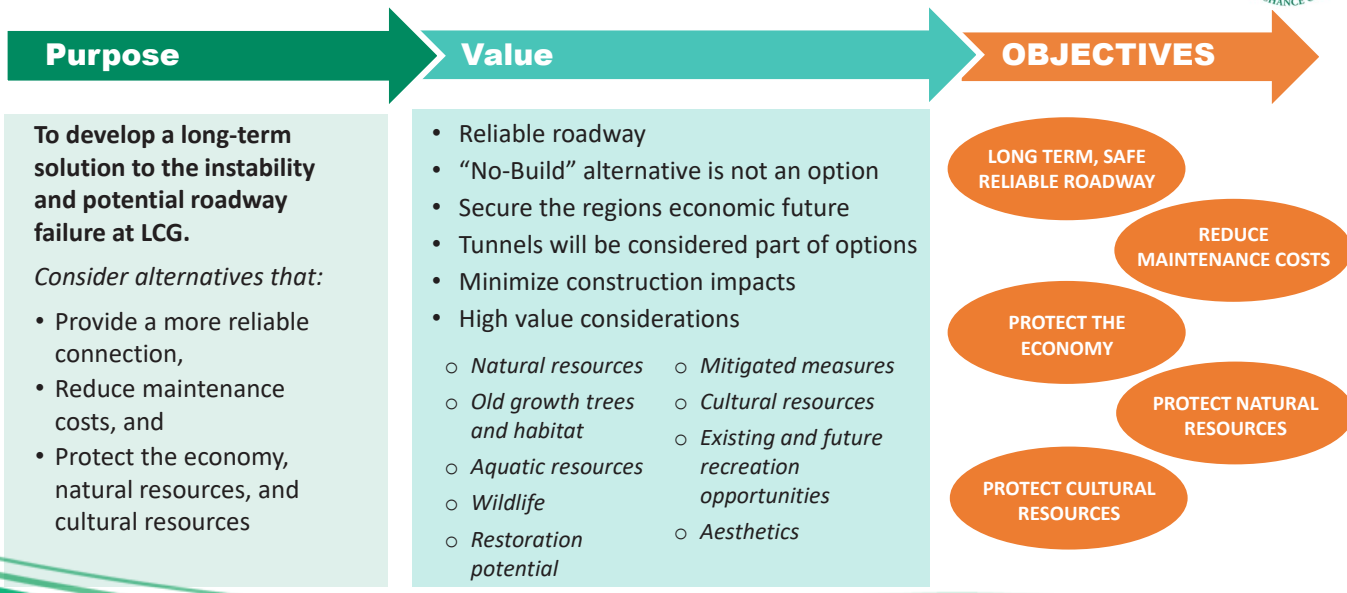 Purpose
To develop a long-term
solution to the instability
and potential roadway
failure at LCG.
Consider alternatives that:
• Provide a more reliable
connection,
• Reduce maintenance
costs, and
• Protect the economy,
natural resources, and
cultural resources
Value
• Reliable roadway
• “No-Build” alternative is not an option
• Secure the regions economic future
• Tunnels will be considered part of options
• Minimize construction impacts
• High value considerations
o Natural resources
o Old growth trees
and habitat
o Aquatic resources
o Wildlife
o Restoration
potential
o Mitigated measures
o Cultural resources
o Existing and future
recreation
opportunities
o Aesthetics
OBJECTIVES
LONG TERM, SAFE
RELIABLE ROADWAY
REDUCE
MAINTENANCE COSTS
PROTECT THE
ECONOMY
PROTECT NATURAL
RESOURCES
PROTECT CULTURAL
RESOURCES